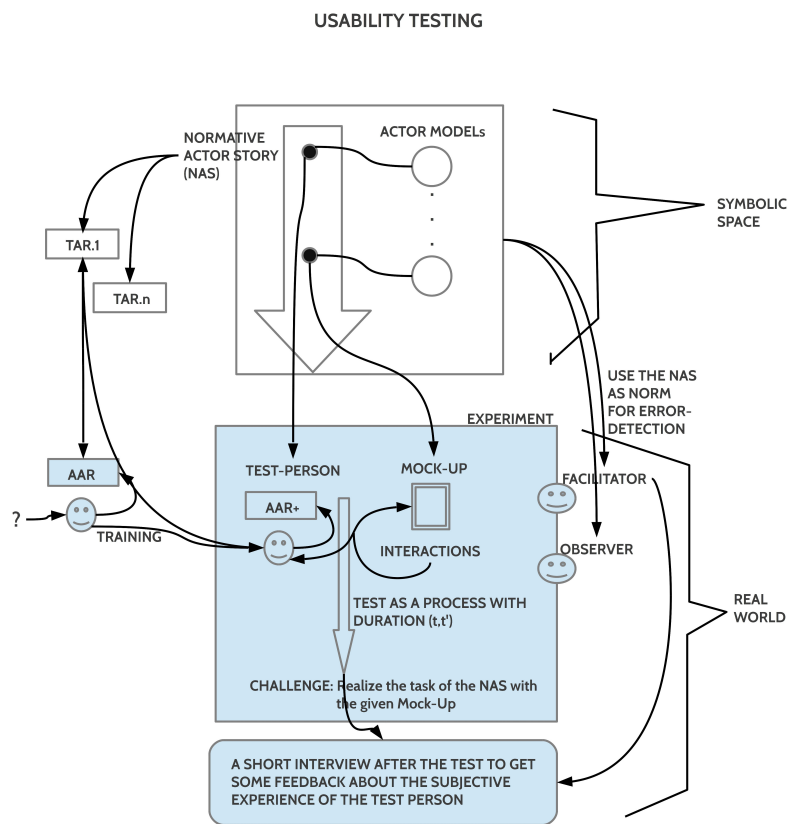 USABILITY TESTING
ACTOR MODELs
NORMATIVE
ACTOR STORY
(NAS)
SYMBOLIC
SPACE
TAR.1
TAR.n
USE THE NAS
AS NORM
FOR ERROR-
DETECTION
EXPERIMENT
TEST-PERSON
MOCK-UP
AAR
FACILITATOR
AAR+
?
TRAINING
INTERACTIONS
OBSERVER
TEST AS A PROCESS WITH
DURATION (t,t')
REAL
WORLD
CHALLENGE: Realize the task of the NAS with
the given Mock-Up
A SHORT INTERVIEW AFTER THE TEST TO GET
SOME FEEDBACK ABOUT THE SUBJECTIVE
EXPERIENCE OF THE TEST PERSON